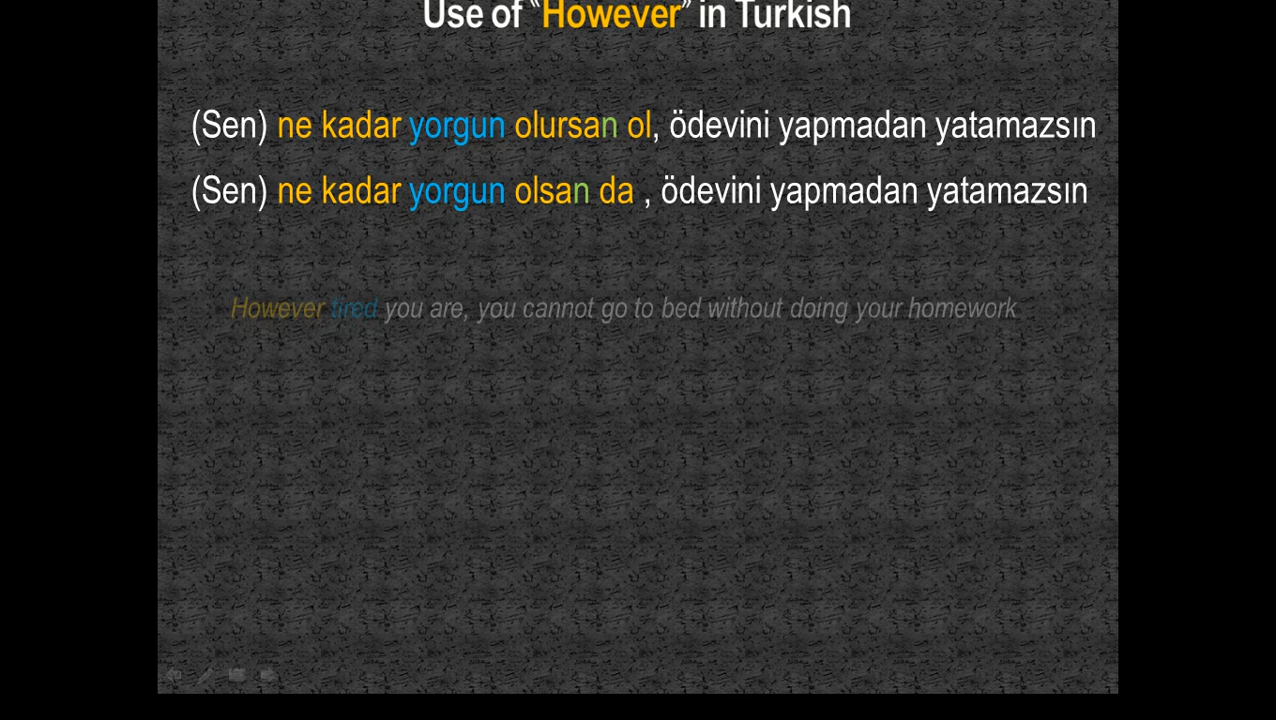 Use of “However” in Turkish
(Sen) ne kadar yorgun olursan ol, ödevini yapmadan yatamazsın
(Sen) ne kadar yorgun olsan da , ödevini yapmadan yatamazsın
However tired you are, you cannot go to bed without doing your homework